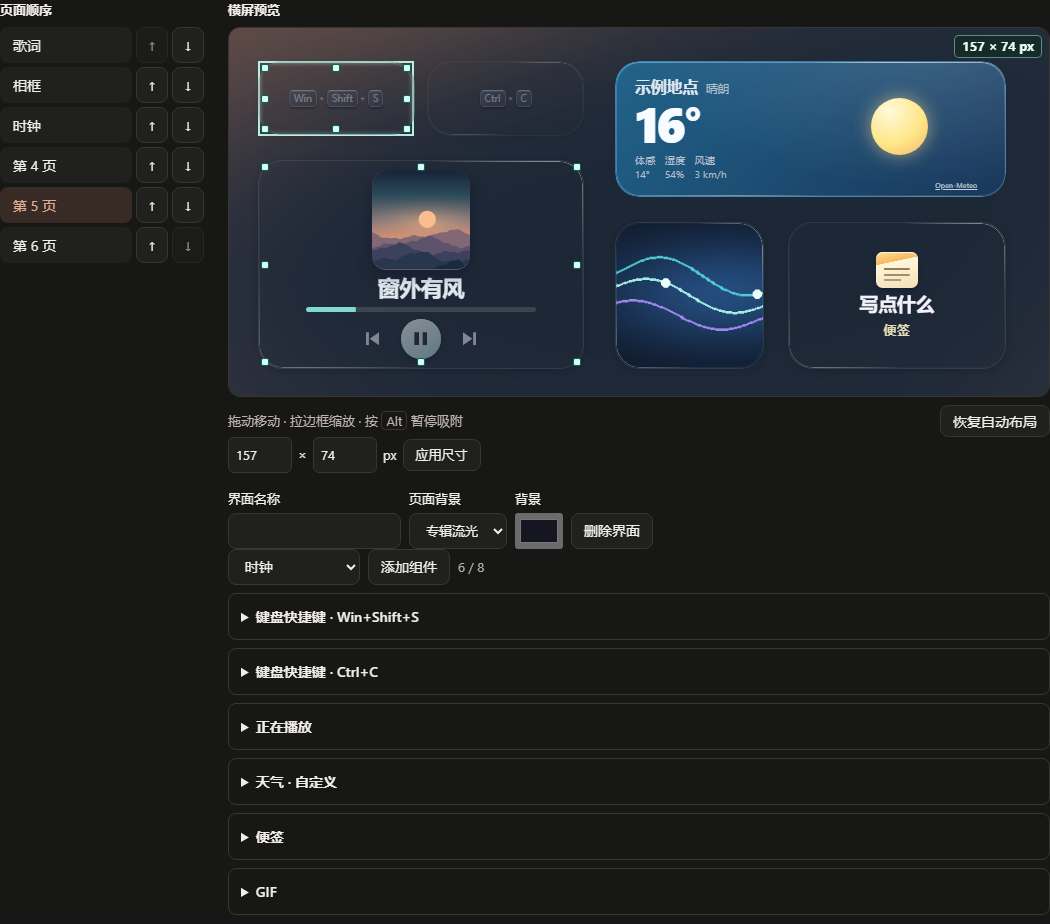 页面顺序
歌词 ↑ ↓
相框 ↑ ↓
时钟 ↑ ↓
第 4 页 ↑ ↓
第 5 页 ↑ ↓
第 6 页 ↑ ↓
横屏预览
157 × 74 px
Win + Shift + S
Ctrl + C
示例地点 晴朗
16°
体感 湿度 风速
14° 54% 3 km/h
Open-Meteo
窗外有风
写点什么
便签
拖动移动 · 拉边框缩放 · 按 Alt 暂停吸附
恢复自动布局
157 × 74 px 应用尺寸
界面名称 页面背景 背景
专辑流光 删除界面
时钟 添加组件 6 / 8
▶ 键盘快捷键 · Win+Shift+S
▶ 键盘快捷键 · Ctrl+C
▶ 正在播放
▶ 天气 · 自定义
▶ 便签
▶ GIF